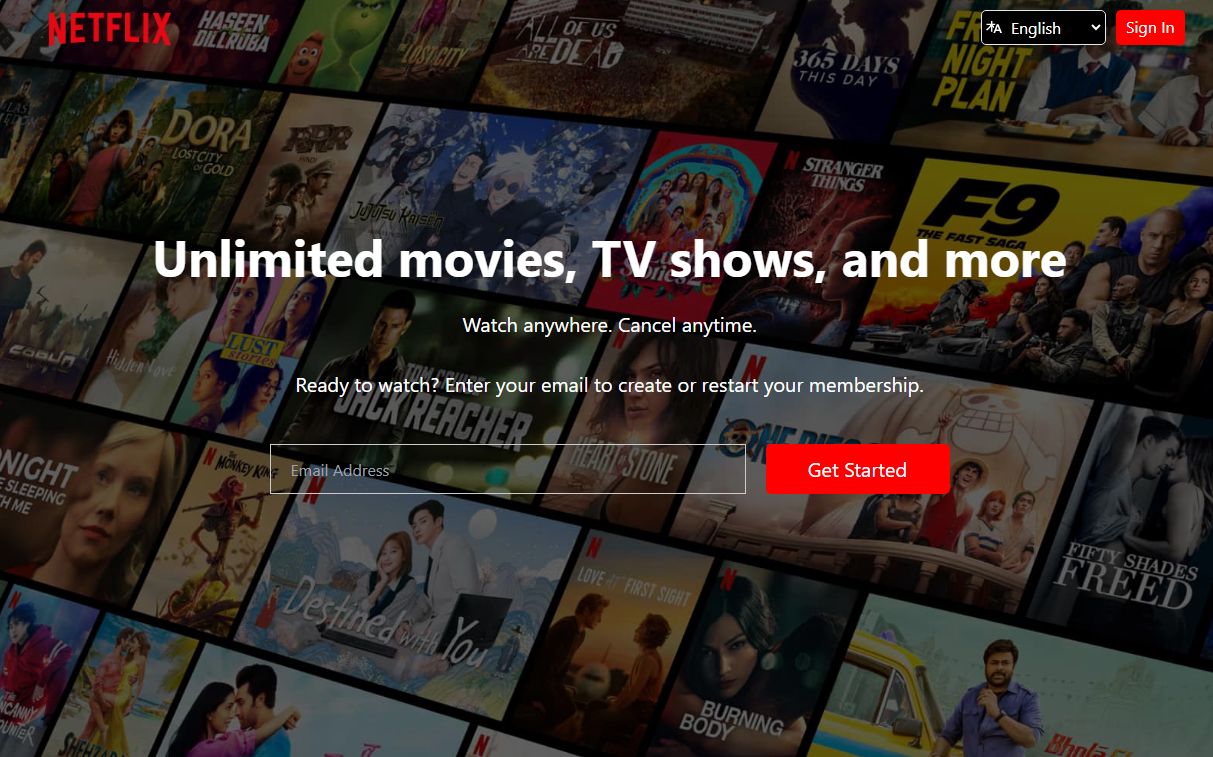 NETFLIX
HASEEN
DILLRUBA
LOST CITY
ALL OF US
ARE DEAD
365 DAYS
THIS DAY
NIGHT
PLAN
English
Sign In
DORA
THE LOST CITY
OF GOLD
RRR
HINDI
JUJUTSU KAISEN
STRANGER
THINGS
F9
THE FAST SAGA
Unlimited movies, TV shows, and more
Watch anywhere. Cancel anytime.
Ready to watch? Enter your email to create or restart your membership.
Hidden Love
LUST
stories
TOM CRUISE
JACK REACHER
HEART OF
STONE
ONE PIECE
Email Address
Get Started
SLEEPING
WITH ME
THE
MONKEY KING
Destined with You
LOVE AT FIRST SIGHT
FIFTY SHADES
FREED
BURNING
BODY